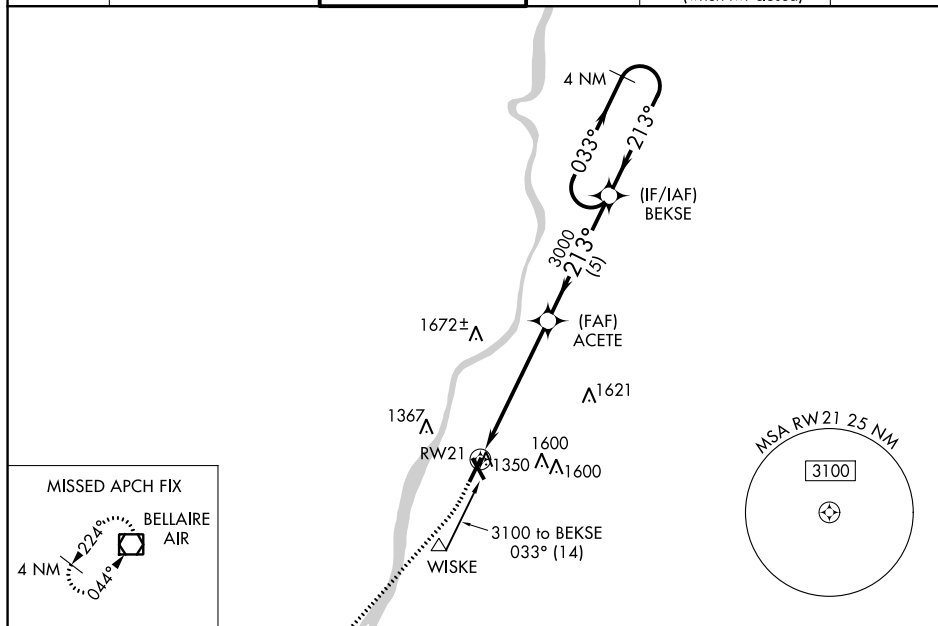 4 NM
033°
213°
(IF/IAF)
BEKSE
3000
213°
(5)
(FAF)
ACETE
1672±
1621
1367
RW21
1350
1600
1600
3100 to BEKSE
033° (14)
WISKE
MISSED APCH FIX
BELLAIRE
AIR
224°
4 NM
044°
MSA RW21 25 NM
3100